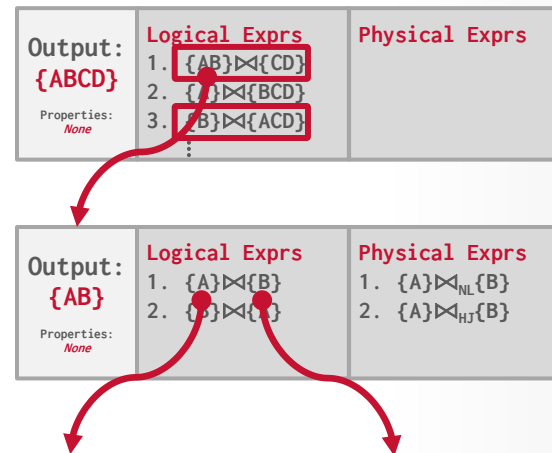 Output:
{ABCD}
Properties:
None
Logical Exprs
1. {AB}⋈{CD}
2. {A}⋈{BCD}
3. {B}⋈{ACD}
⋮
Physical Exprs
Output:
{AB}
Properties:
None
Logical Exprs
1. {A}⋈{B}
2. {B}⋈{A}
Physical Exprs
1. {A}⋈NL{B}
2. {A}⋈HJ{B}